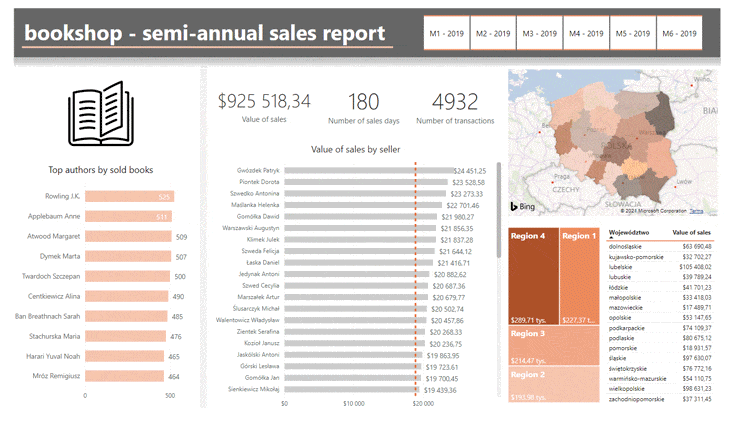 bookshop - semi-annual sales report
M1 - 2019
M2 - 2019
M3 - 2019
M4 - 2019
M5 - 2019
M6 - 2019
Top authors by sold books
Rowling J.K. 525
Applebaum Anne 511
Atwood Margaret 509
Dymek Marta 507
Twardoch Szczepan 500
Centkiewicz Alina 490
Ban Breathnach Sarah 485
Stachurska Maria 476
Harari Yuval Noah 465
Mróz Remigiusz 464
0 500
$925 518,34
Value of sales
180
Number of sales days
4932
Number of transactions
Value of sales by seller
Gwóździk Patryk $24 451,25
Piontek Dorota $23 528,58
Szwedko Antonina $23 273,33
Maślanka Helenka $22 701,46
Gomółka Dawid $21 980,27
Warszawski Augustyn $21 856,35
Klimek Julek $21 837,28
Szweda Felicja $21 644,12
Łaska Daniel $21 416,71
Jedynak Antoni $20 882,62
Szwed Cecylia $20 687,36
Marszałek Artur $20 679,77
Ślusarczyk Michał $20 502,74
Walentowicz Władysław $20 457,86
Zientek Serafina $20 268,33
Kozioł Janusz $20 236,75
Jaskólski Antoni $19 863,95
Górski Lesława $19 723,61
Gomółka Jan $19 700,45
Sienkiewicz Mikołaj $19 439,36
$0 $10 000 $20 000
Wilno
Poznań
Warszawa
POLSKA
BIAŁ
Praga
CZECHY
Lwów
SŁOWACJA
Bing
© 2021 Microsoft Corporation Terms
Region 4
$289,71 tys.
Region 1
$227,37 t...
Region 3
$214,47 tys.
Region 2
$193,98 tys.
Województwo Value of sales
dolnośląskie $63 690,48
kujawsko-pomorskie $32 702,27
lubelskie $105 408,02
lubuskie $39 789,24
łódzkie $41 701,23
małopolskie $33 418,03
mazowieckie $17 489,71
opolskie $53 147,65
podkarpackie $74 109,37
podlaskie $80 675,12
pomorskie $18 931,57
śląskie $97 630,07
świętokrzyskie $76 772,16
warmińsko-mazurskie $54 110,75
wielkopolskie $98 631,23
zachodniopomorskie $37 311,45